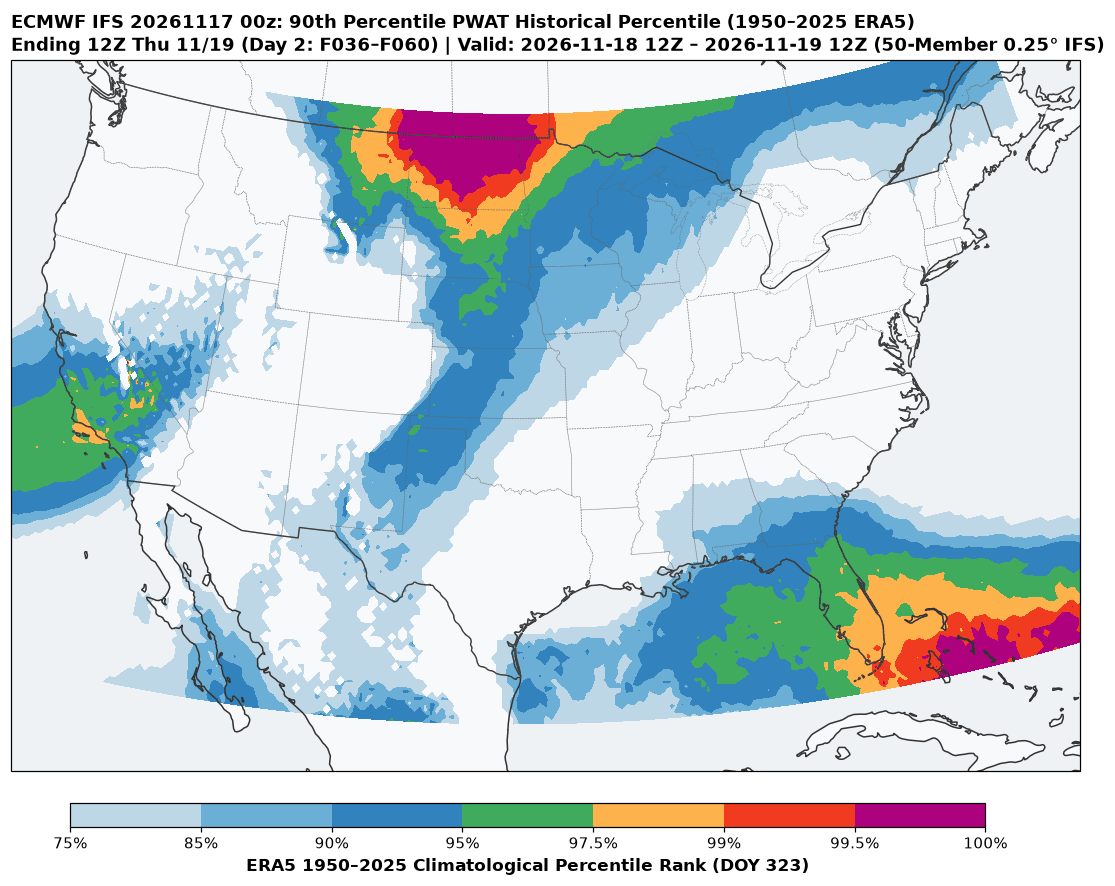 ECMWF IFS 20261117 00z: 90th Percentile PWAT Historical Percentile (1950–2025 ERA5)
Ending 12Z Thu 11/19 (Day 2: F036–F060) | Valid: 2026-11-18 12Z – 2026-11-19 12Z (50-Member 0.25° IFS)
75% 85% 90% 95% 97.5% 99% 99.5% 100%
ERA5 1950–2025 Climatological Percentile Rank (DOY 323)